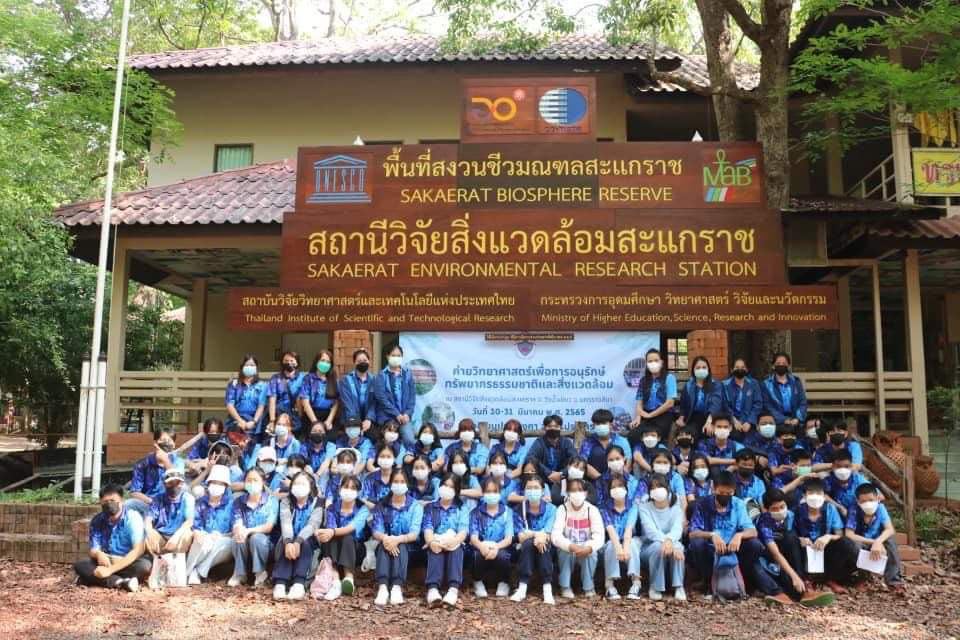 UNESCO
พื้นที่สงวนชีวมณฑลสะแกราช
SAKAERAT BIOSPHERE RESERVE
MaB
สถานีวิจัยสิ่งแวดล้อมสะแกราช
SAKAERAT ENVIRONMENTAL RESEARCH STATION
สถาบันวิจัยวิทยาศาสตร์และเทคโนโลยีแห่งประเทศไทย
Thailand Institute of Scientific and Technological Research
กระทรวงการอุดมศึกษา วิทยาศาสตร์ วิจัยและนวัตกรรม
Ministry of Higher Education, Science, Research and Innovation
ค่ายวิทยาศาสตร์เพื่อการอนุรักษ์
ทรัพยากรธรรมชาติและสิ่งแวดล้อม
วันที่ 30-31 มีนาคม พ.ศ. 2565